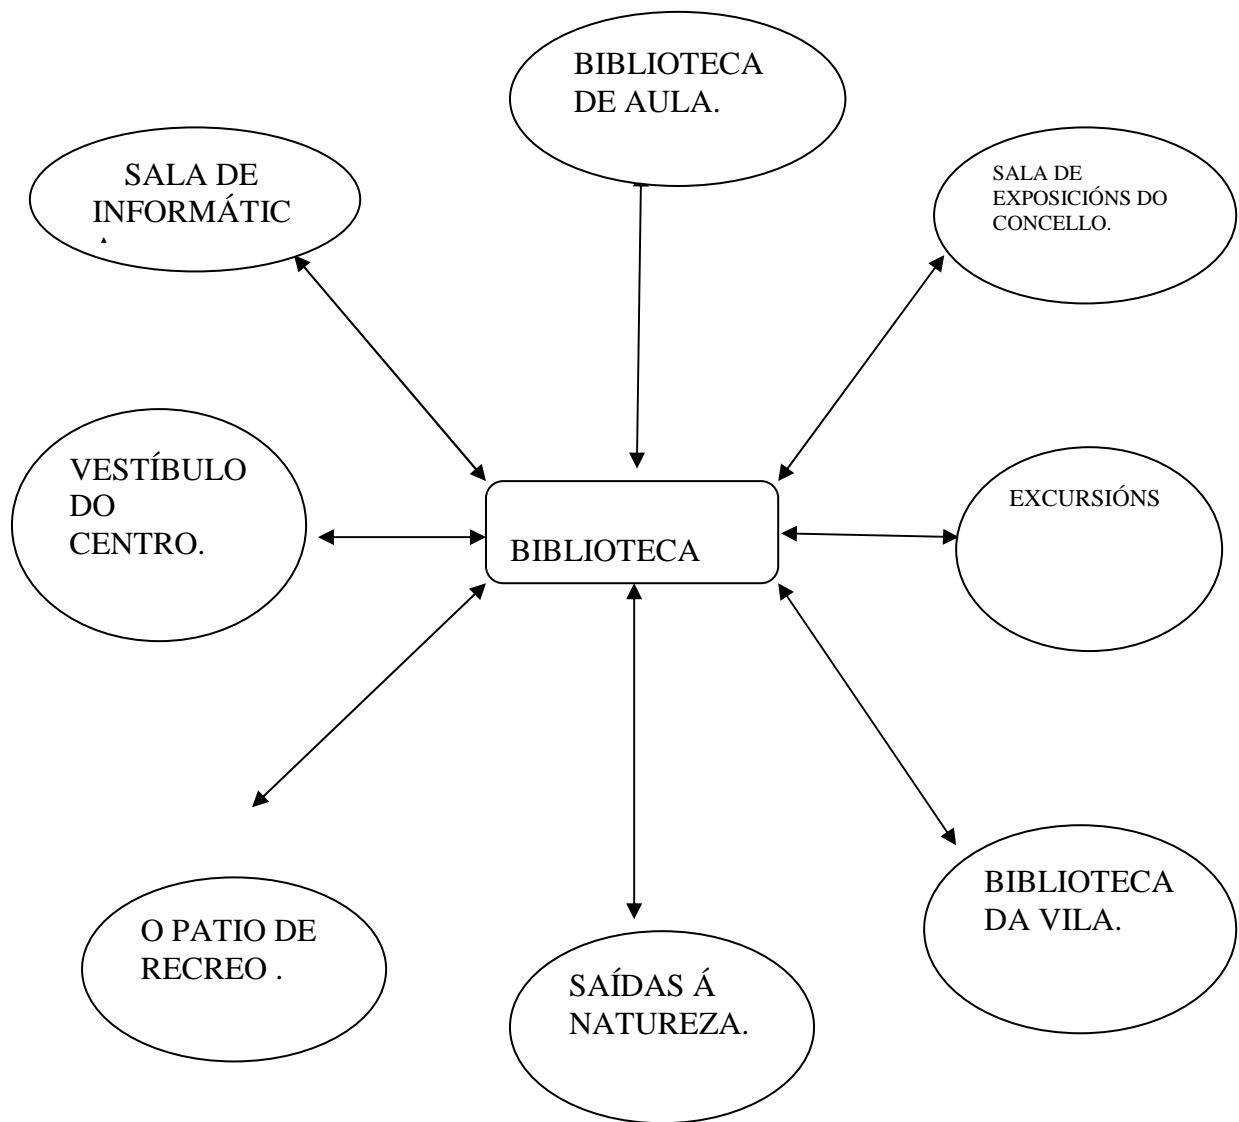 BIBLIOTECA
DE AULA.
SALA DE
INFORMÁTIC
SALA DE
EXPOSICIÓNS DO
CONCELLO.
VESTÍBULO
DO
CENTRO.
BIBLIOTECA
EXCURSIÓNS
O PATIO DE
RECREO .
SAÍDAS Á
NATUREZA.
BIBLIOTECA
DA VILA.